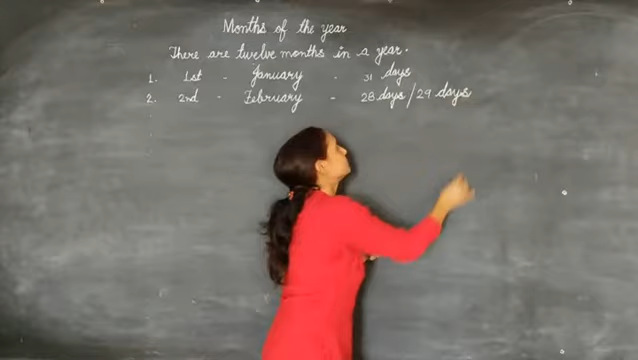 Months of the year
There are twelve months in a year.
1. 1st - January - 31 days
2. 2nd - February - 28 days/29 days